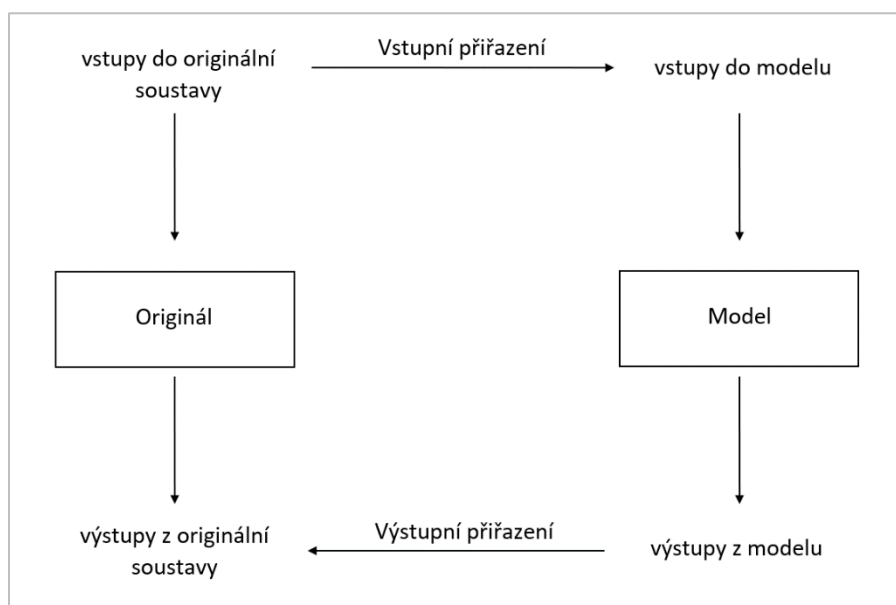 vstupy do originální
soustavy
Vstupní přiřazení
vstupy do modelu
Originál
Model
výstupy z originální
soustavy
Výstupní přiřazení
výstupy z modelu